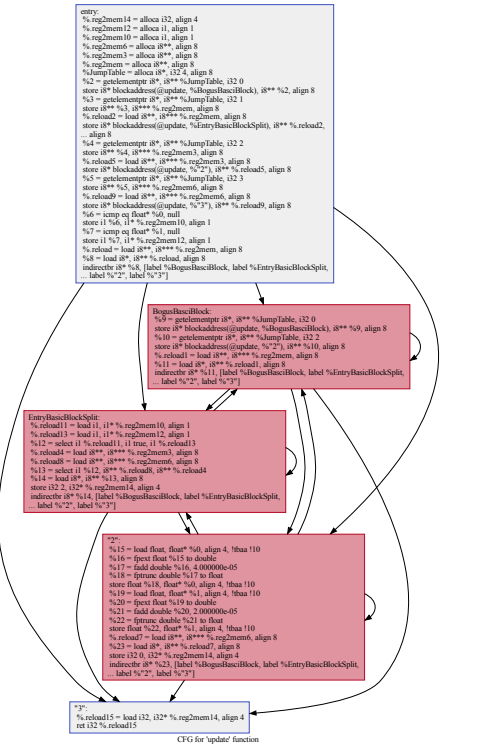 entry:
%.reg2mem14 = alloca i32, align 4
%.reg2mem12 = alloca i1, align 1
%.reg2mem10 = alloca i1, align 1
%.reg2mem6 = alloca i8**, align 8
%.reg2mem3 = alloca i8**, align 8
%.reg2mem = alloca i8**, align 8
%JumpTable = alloca i8*, i32 4, align 8
%2 = getelementptr i8*, i8** %JumpTable, i32 0
store i8* blockaddress(@update, %BogusBasciBlock), i8** %2, align 8
%3 = getelementptr i8*, i8** %JumpTable, i32 1
store i8** %3, i8*** %.reg2mem, align 8
%.reload2 = load i8**, i8*** %.reg2mem, align 8
store i8* blockaddress(@update, %EntryBasicBlockSplit), i8** %.reload2,
... align 8
%4 = getelementptr i8*, i8** %JumpTable, i32 2
store i8** %4, i8*** %.reg2mem3, align 8
%.reload5 = load i8**, i8*** %.reg2mem3, align 8
store i8* blockaddress(@update, %"2"), i8** %.reload5, align 8
%5 = getelementptr i8*, i8** %JumpTable, i32 3
store i8** %5, i8*** %.reg2mem6, align 8
%.reload9 = load i8**, i8*** %.reg2mem6, align 8
store i8* blockaddress(@update, %"3"), i8** %.reload9, align 8
%6 = icmp eq float* %0, null
store i1 %6, i1* %.reg2mem10, align 1
%7 = icmp eq float* %1, null
store i1 %7, i1* %.reg2mem12, align 1
%.reload = load i8**, i8*** %.reg2mem, align 8
%8 = load i8*, i8** %.reload, align 8
indirectbr i8* %8, [label %BogusBasciBlock, label %EntryBasicBlockSplit,
... label %"2", label %"3"]
BogusBasciBlock:
%9 = getelementptr i8*, i8** %JumpTable, i32 0
store i8* blockaddress(@update, %BogusBasciBlock), i8** %9, align 8
%10 = getelementptr i8*, i8** %JumpTable, i32 2
store i8* blockaddress(@update, %"2"), i8** %10, align 8
%.reload1 = load i8**, i8*** %.reg2mem, align 8
%11 = load i8*, i8** %.reload1, align 8
indirectbr i8* %11, [label %BogusBasciBlock, label %EntryBasicBlockSplit,
... label %"2", label %"3"]
EntryBasicBlockSplit:
%.reload11 = load i1, i1* %.reg2mem10, align 1
%.reload13 = load i1, i1* %.reg2mem12, align 1
%12 = select i1 %.reload11, i1 true, i1 %.reload13
%.reload4 = load i8**, i8*** %.reg2mem3, align 8
%.reload8 = load i8**, i8*** %.reg2mem6, align 8
%13 = select i1 %12, i8** %.reload8, i8** %.reload4
%14 = load i8*, i8** %13, align 8
store i32 2, i32* %.reg2mem14, align 4
indirectbr i8* %14, [label %BogusBasciBlock, label %EntryBasicBlockSplit,
... label %"2", label %"3"]
"2":
%15 = load float, float* %0, align 4, !tbaa !10
%16 = fpext float %15 to double
%17 = fadd double %16, 4.000000e-05
%18 = fptrunc double %17 to float
store float %18, float* %0, align 4, !tbaa !10
%19 = load float, float* %1, align 4, !tbaa !10
%20 = fpext float %19 to double
%21 = fadd double %20, 2.000000e-05
%22 = fptrunc double %21 to float
store float %22, float* %1, align 4, !tbaa !10
%.reload7 = load i8**, i8*** %.reg2mem6, align 8
%23 = load i8*, i8** %.reload7, align 8
store i32 0, i32* %.reg2mem14, align 4
indirectbr i8* %23, [label %BogusBasciBlock, label %EntryBasicBlockSplit,
... label %"2", label %"3"]
"3":
%.reload15 = load i32, i32* %.reg2mem14, align 4
ret i32 %.reload15
CFG for 'update' function